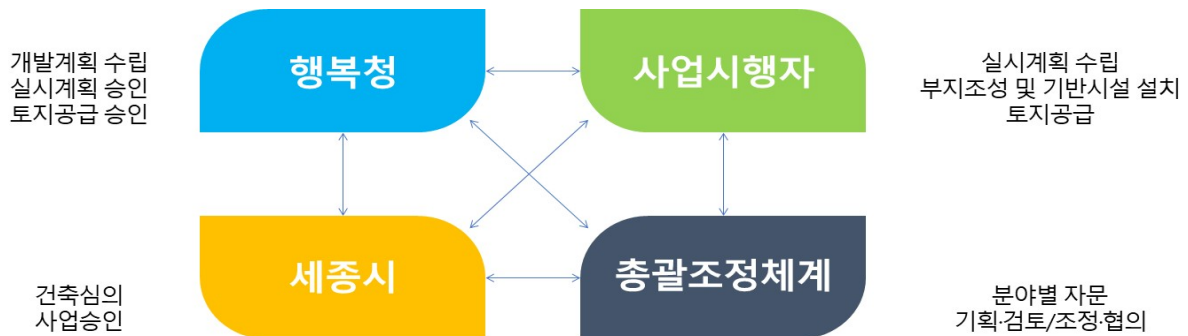 개발계획 수립
실시계획 승인
토지공급 승인
행복청
사업시행자
실시계획 수립
부지조성 및 기반시설 설치
토지공급
건축심의
사업승인
세종시
총괄조정체계
분야별 자문
기획·검토/조정·협의